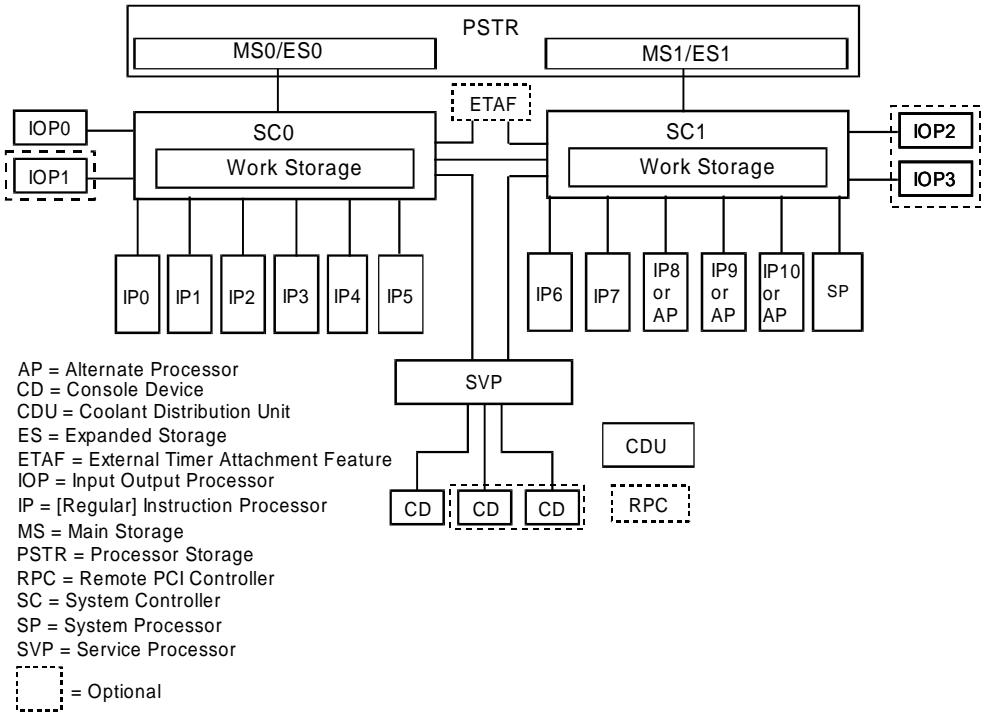 PSTR
MS0/ES0
MS1/ES1
ETAF
IOP0
SC0
SC1
IOP2
IOP1
Work Storage
Work Storage
IOP3
IP0
IP1
IP2
IP3
IP4
IP5
IP6
IP7
IP8
or
AP
IP9
or
AP
IP10
or
AP
SP
SVP
CDU
CD
CD
CD
RPC
AP = Alternate Processor
CD = Console Device
CDU = Coolant Distribution Unit
ES = Expanded Storage
ETAF = External Timer Attachment Feature
IOP = Input Output Processor
IP = [Regular] Instruction Processor
MS = Main Storage
PSTR = Processor Storage
RPC = Remote PCI Controller
SC = System Controller
SP = System Processor
SVP = Service Processor
= Optional